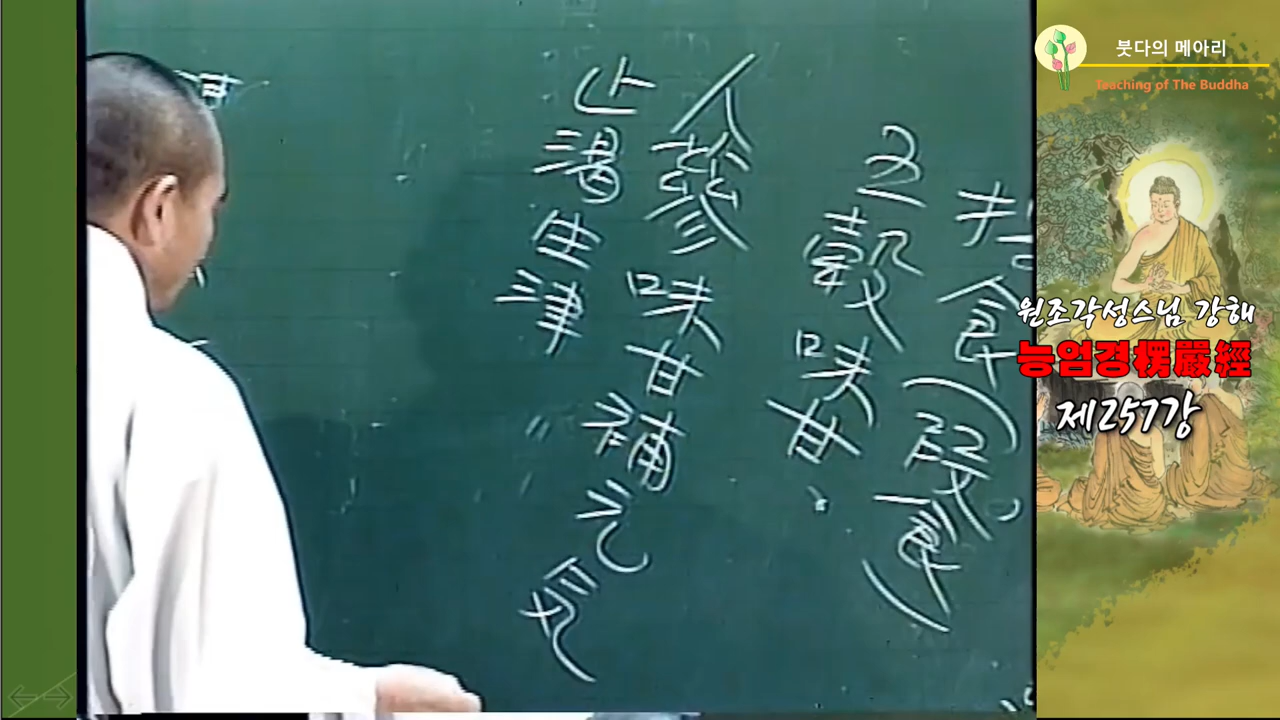 붓다의 메아리
Teaching of The Buddha
원조각성스님 강해
능엄경楞嚴經
제257강
食(飱食)
五穀味甘
人蔘味甘補元氣
止渴生津